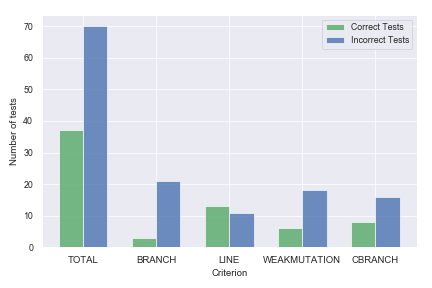 Correct Tests
Incorrect Tests
Number of tests
70
60
50
40
30
20
10
0
TOTAL BRANCH LINE WEAKMUTATION CBRANCH
Criterion